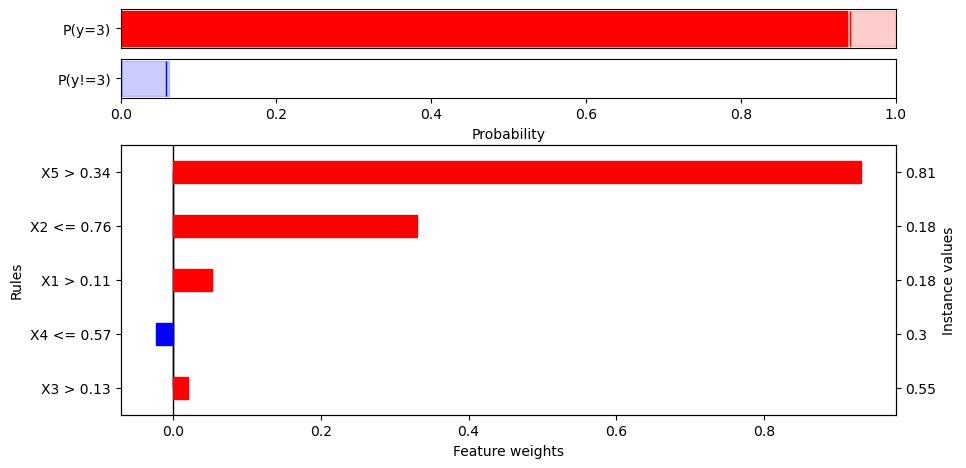 P(y=3)
P(y!=3)
0.0 0.2 0.4 0.6 0.8 1.0
Probability
X5 > 0.34 0.81
X2 <= 0.76 0.18
X1 > 0.11 0.18
X4 <= 0.57 0.3
X3 > 0.13 0.55
Rules
Instance values
0.0 0.2 0.4 0.6 0.8
Feature weights